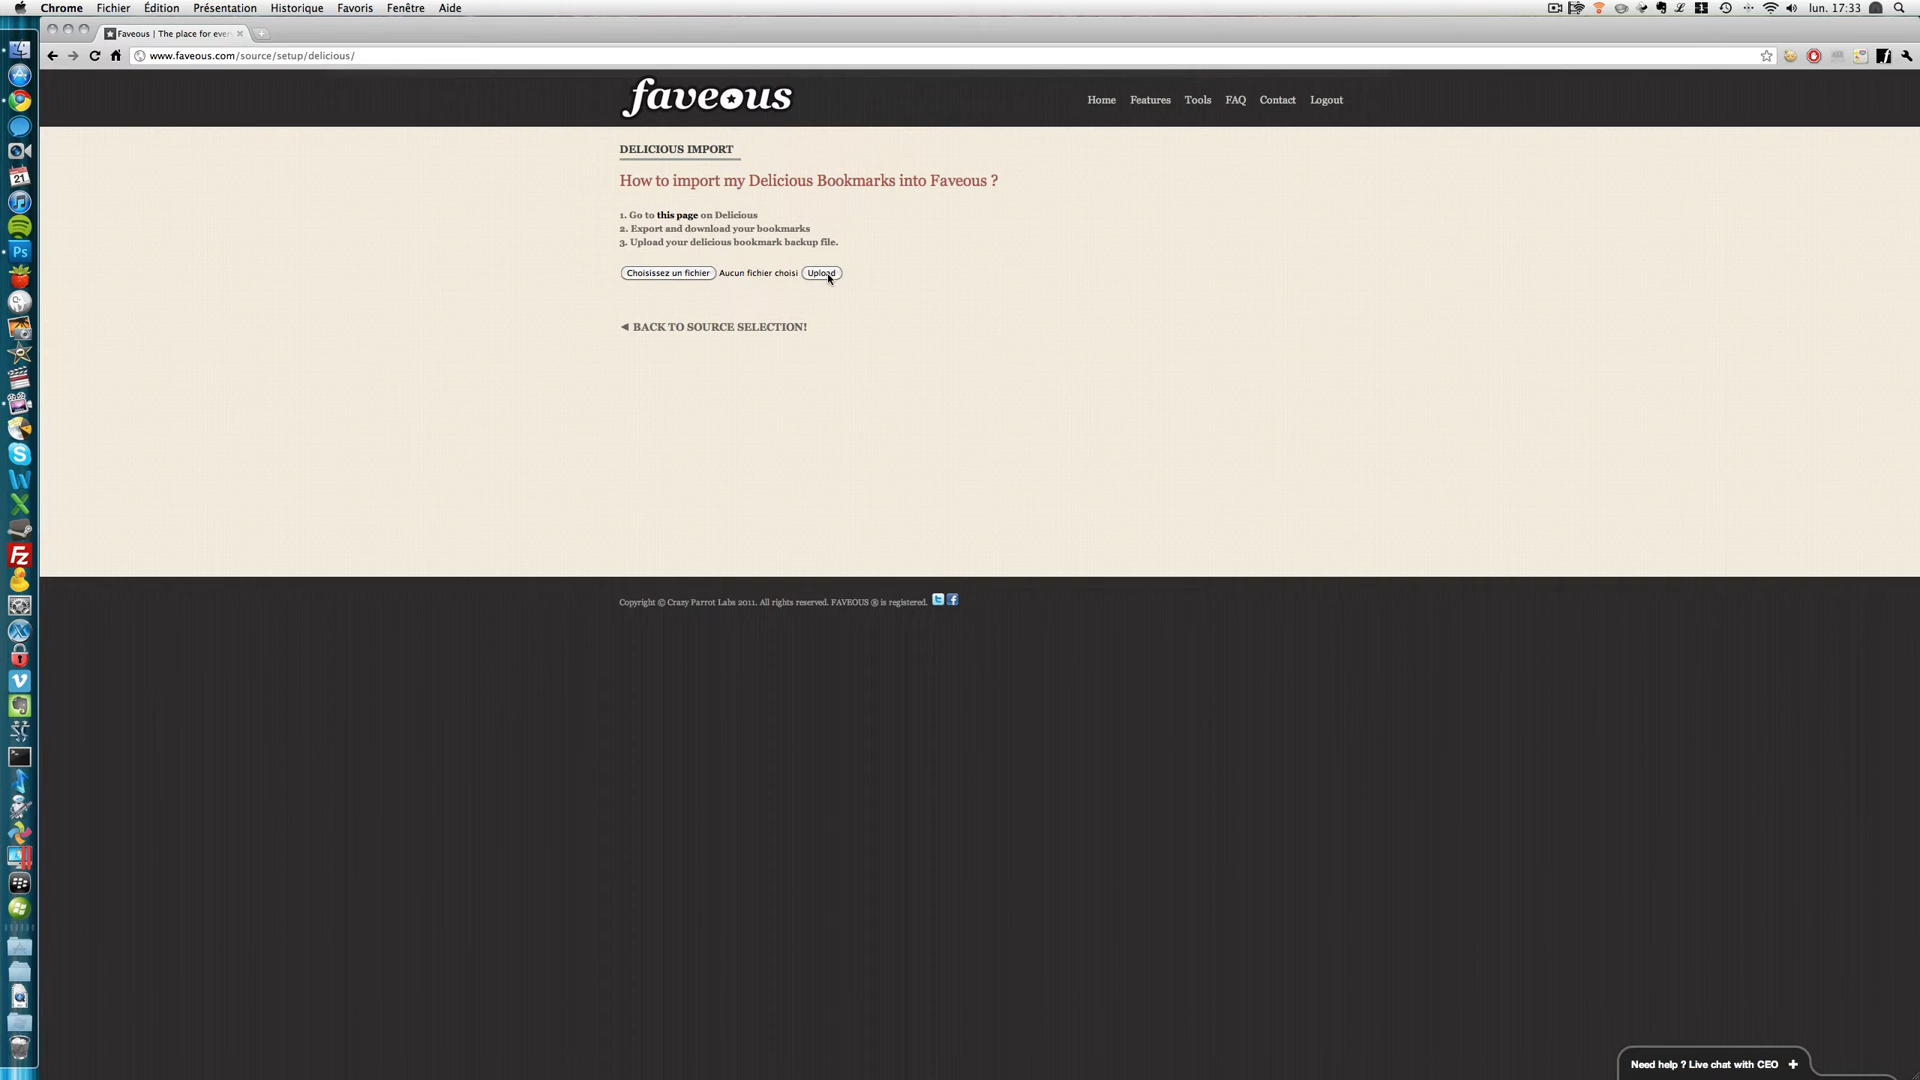 Chrome Fichier Édition Présentation Historique Favoris Fenêtre Aide lun. 17:33
Faveous | The place for ever
www.faveous.com/source/setup/delicious/
faveous
Home Features Tools FAQ Contact Logout
DELICIOUS IMPORT
How to import my Delicious Bookmarks into Faveous ?
1. Go to this page on Delicious
2. Export and download your bookmarks
3. Upload your delicious bookmark backup file.
Choisissez un fichier Aucun fichier choisi Upload
◄ BACK TO SOURCE SELECTION!
Copyright © Crazy Parrot Labs 2011. All rights reserved. FAVEOUS ® is registered.
21
Ps
Fz
Need help ? Live chat with CEO +